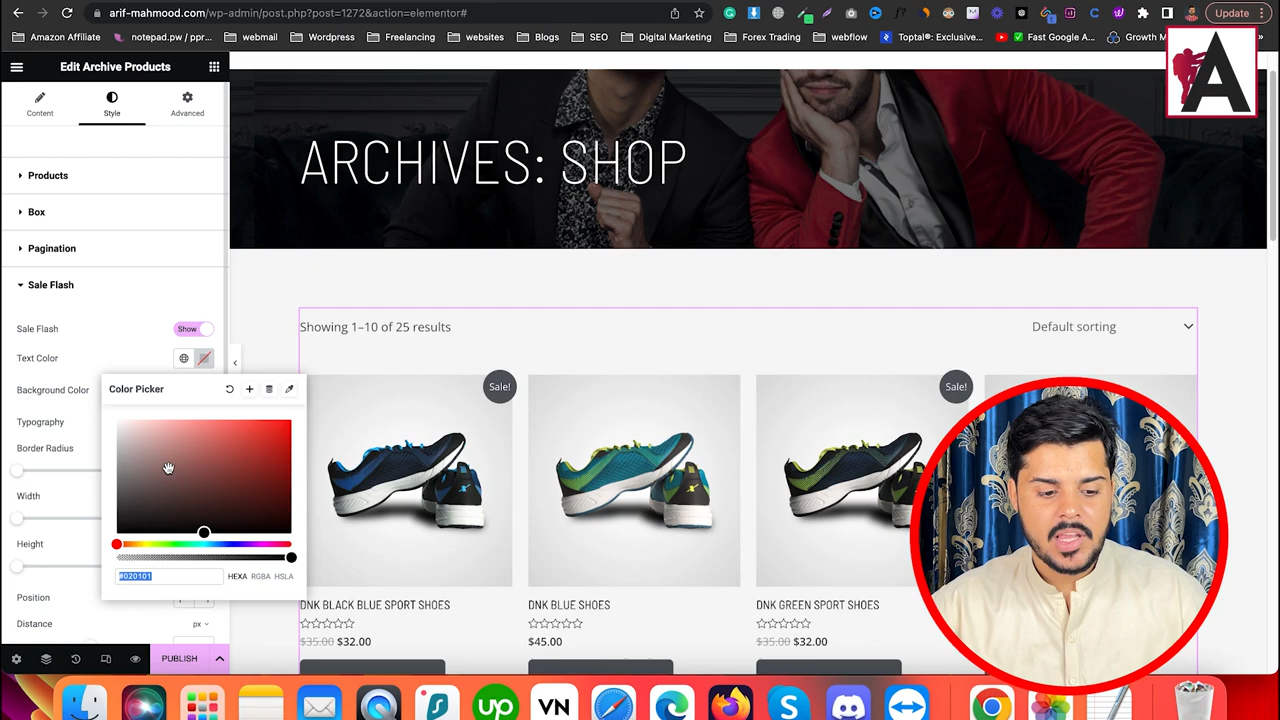 arif-mahmood.com/wp-admin/post.php?post=1272&action=elementor#
Update
Amazon Affiliate
notepad.pw / ppr...
webmail
Wordpress
Freelancing
websites
Blogs
SEO
Digital Marketing
Forex Trading
webflow
Toptal®: Exclusive...
Fast Google A...
Growth M
A
Edit Archive Products
Content
Style
Advanced
Products
Box
Pagination
Sale Flash
Sale Flash
Show
Text Color
Background Color
Typography
Border Radius
Width
Height
Position
Distance
px
PUBLISH
Color Picker
#020101
HEXA
RGBA
HSLA
ARCHIVES: SHOP
Showing 1–10 of 25 results
Default sorting
Sale!
Sale!
DNK BLACK BLUE SPORT SHOES
$35.00 $32.00
DNK BLUE SHOES
$45.00
DNK GREEN SPORT SHOES
$35.00 $32.00
up
VN
S